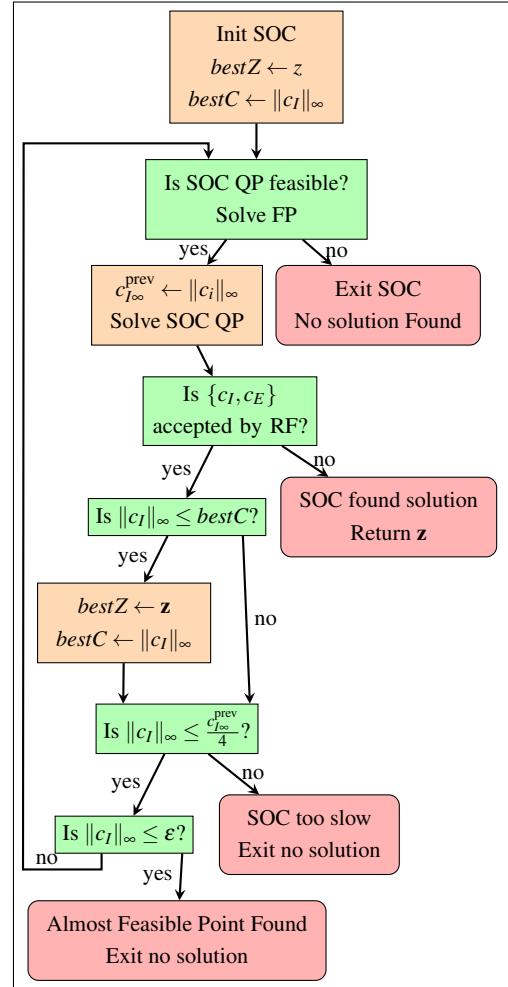 Init SOC
bestZ ← z
bestC ← ‖c_I‖_∞
Is SOC QP feasible?
Solve FP
yes
no
c_{I∞}^{prev} ← ‖c_i‖_∞
Solve SOC QP
Exit SOC
No solution Found
Is {c_I, c_E}
accepted by RF?
yes
no
SOC found solution
Return z
Is ‖c_I‖_∞ ≤ bestC?
yes
no
bestZ ← z
bestC ← ‖c_I‖_∞
Is ‖c_I‖_∞ ≤ c_{I∞}^{prev}/4?
yes
no
SOC too slow
Exit no solution
Is ‖c_I‖_∞ ≤ ε?
no
yes
Almost Feasible Point Found
Exit no solution